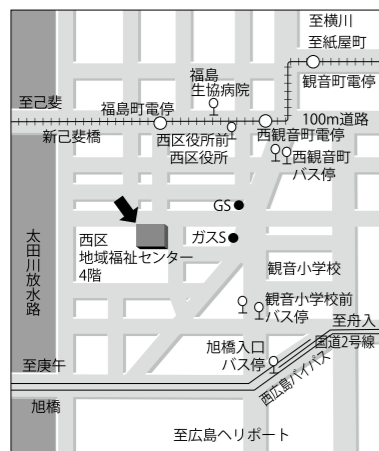 至横川
至紙屋町
観音町電停
福島
生協病院
至己斐
福島町電停
100m道路
新己斐橋
西区役所前
西区役所
西観音町電停
西観音町
バス停
GS
ガスS
西区
地域福祉センター
4階
太田川放水路
観音小学校
観音小学校前
バス停
至舟入
国道2号線
旭橋入口
バス停
西広島バイパス
至庚午
旭橋
至広島ヘリポート